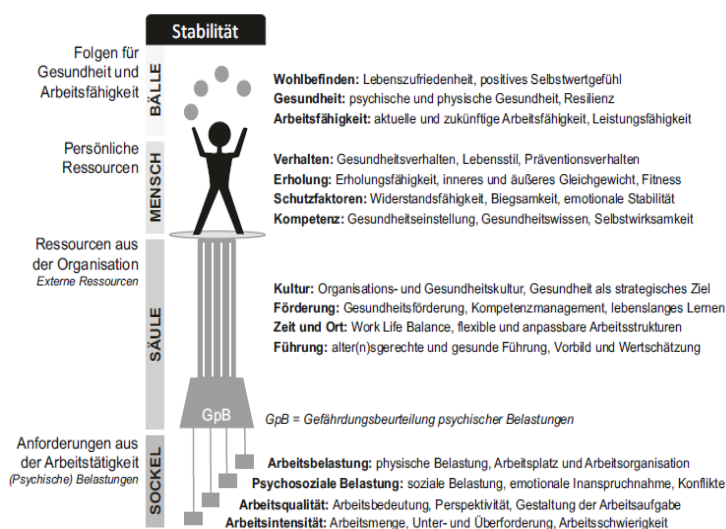 Stabilität
Folgen für
Gesundheit und
Arbeitsfähigkeit
BÄLLE
Wohlbefinden: Lebenszufriedenheit, positives Selbstwertgefühl
Gesundheit: psychische und physische Gesundheit, Resilienz
Arbeitsfähigkeit: aktuelle und zukünftige Arbeitsfähigkeit, Leistungsfähigkeit
Persönliche
Ressourcen
MENSCH
Verhalten: Gesundheitsverhalten, Lebensstil, Präventionsverhalten
Erholung: Erholungsfähigkeit, inneres und äußeres Gleichgewicht, Fitness
Schutzfaktoren: Widerstandsfähigkeit, Biegsamkeit, emotionale Stabilität
Kompetenz: Gesundheitseinstellung, Gesundheitswissen, Selbstwirksamkeit
Ressourcen aus
der Organisation
Externe Ressourcen
SÄULE
Kultur: Organisations- und Gesundheitskultur, Gesundheit als strategisches Ziel
Förderung: Gesundheitsförderung, Kompetenzmanagement, lebenslanges Lernen
Zeit und Ort: Work Life Balance, flexible und anpassbare Arbeitsstrukturen
Führung: alter(n)sgerechte und gesunde Führung, Vorbild und Wertschätzung
GpB
GpB = Gefährdungsbeurteilung psychischer Belastungen
Anforderungen aus
der Arbeitstätigkeit
(Psychische) Belastungen
SOCKEL
Arbeitsbelastung: physische Belastung, Arbeitsplatz und Arbeitsorganisation
Psychosoziale Belastung: soziale Belastung, emotionale Inanspruchnahme, Konflikte
Arbeitsqualität: Arbeitsbedeutung, Perspektivität, Gestaltung der Arbeitsaufgabe
Arbeitsintensität: Arbeitsmenge, Unter- und Überforderung, Arbeitsschwierigkeit